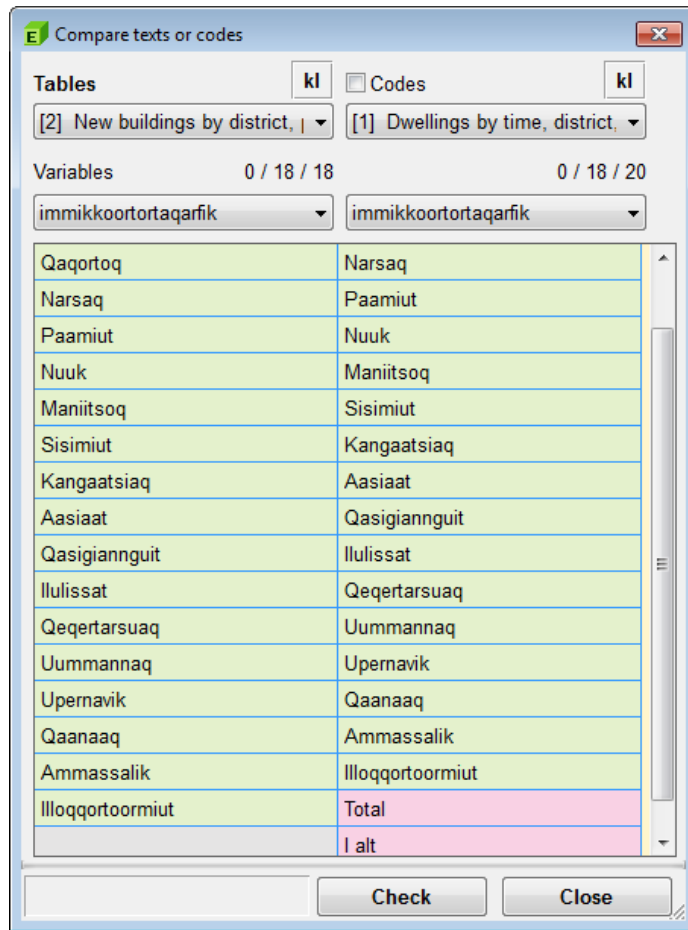 E Compare texts or codes
Tables kl Codes kl
[2] New buildings by district, [1] Dwellings by time, district,
Variables 0 / 18 / 18 0 / 18 / 20
immikkoortortaqarfik immikkoortortaqarfik
Qaqortoq Narsaq
Narsaq Paamiut
Paamiut Nuuk
Nuuk Maniitsoq
Maniitsoq Sisimiut
Sisimiut Kangaatsiaq
Kangaatsiaq Aasiaat
Aasiaat Qasigiannguit
Qasigiannguit Ilulissat
Ilulissat Qeqertarsuaq
Qeqertarsuaq Uummannaq
Uummannaq Upernavik
Upernavik Qaanaaq
Qaanaaq Ammassalik
Ammassalik Illoqqortoormiut
Illoqqortoormiut Total
I alt
Check Close